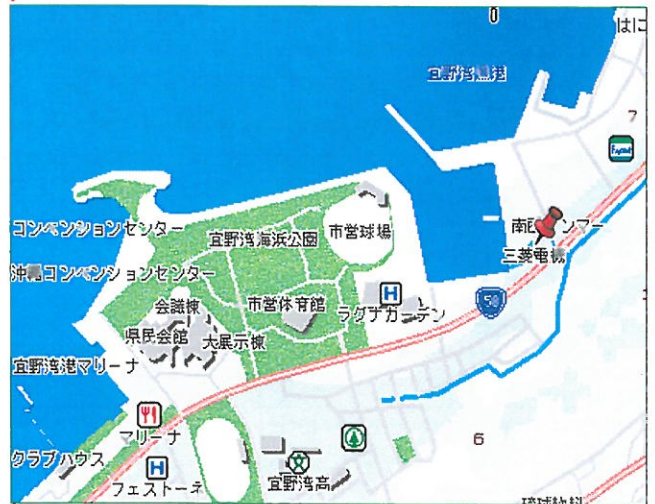 0
はに
宜野湾漁港
7
コンベンションセンター
宜野湾海浜公園
市営球場
三菱電機
沖縄コンベンションセンター
会議棟
市営体育館
ラグナガーデン
58
県民会館
大展示棟
宜野湾港マリーナ
マリーナ
6
クラブハウス
フェストーネ
宜野湾高